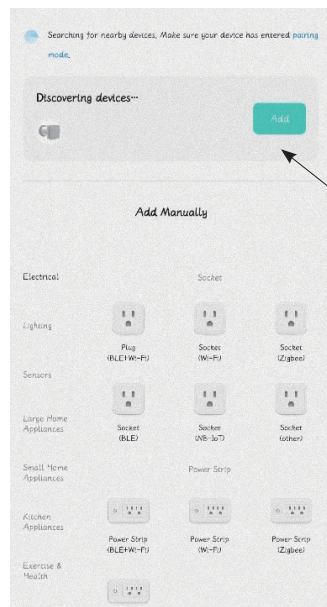 Searching for nearby devices, Make sure your device has entered pairing
mode.
Discovering devices...
Add
Add Manually
Electrical
Socket
Lighting
Plug
(BLE+Wi-Fi)
Socket
(Wi-Fi)
Socket
(Zigbee)
Sensors
Large Home
Appliances
Socket
(BLE)
Socket
(NB-IoT)
Socket
(other)
Small Home
Appliances
Power Strip
Kitchen
Appliances
Power Strip
(BLE+Wi-Fi)
Power Strip
(Wi-Fi)
Power Strip
(Zigbee)
Exercise &
Health